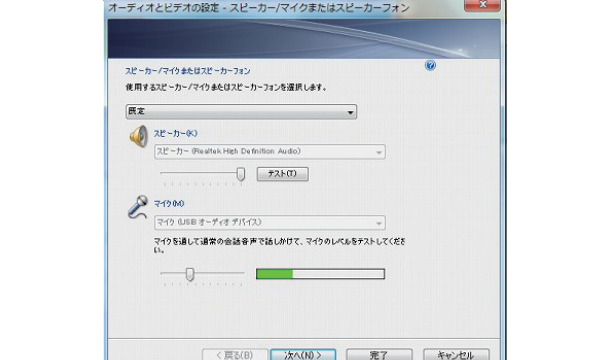 オーディオとビデオの設定 - スピーカー/マイクまたはスピーカーフォン
スピーカー/マイクまたはスピーカーフォン
使用するスピーカー/マイクまたはスピーカーフォンを選択します。
既定
スピーカー(K)
スピーカー (Realtek High Definition Audio)
テスト(T)
マイク(M)
マイク (USB オーディオ デバイス)
マイクを通して通常の会話音声で話しかけて、マイクのレベルをテストしてくださ
い。
< 戻る(B)
次へ(N) >
完了
キャンセル